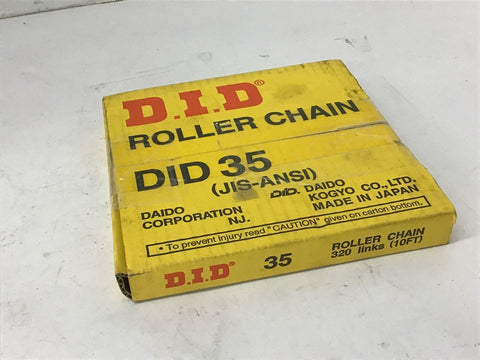 D.I.D®
ROLLER CHAIN
DID 35
(JIS-ANSI)
DAIDO CORPORATION NJ.
D.I.D. DAIDO KOGYO CO., LTD.
MADE IN JAPAN
• To prevent injury read "CAUTION" given on carton bottom.
D.I.D® 35 ROLLER CHAIN
320 links (10FT)